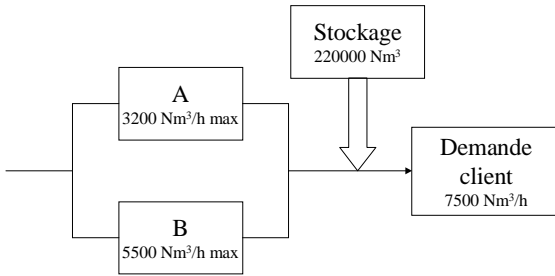 Stockage
220000 Nm³
A
3200 Nm³/h max
Demande
client
7500 Nm³/h
B
5500 Nm³/h max